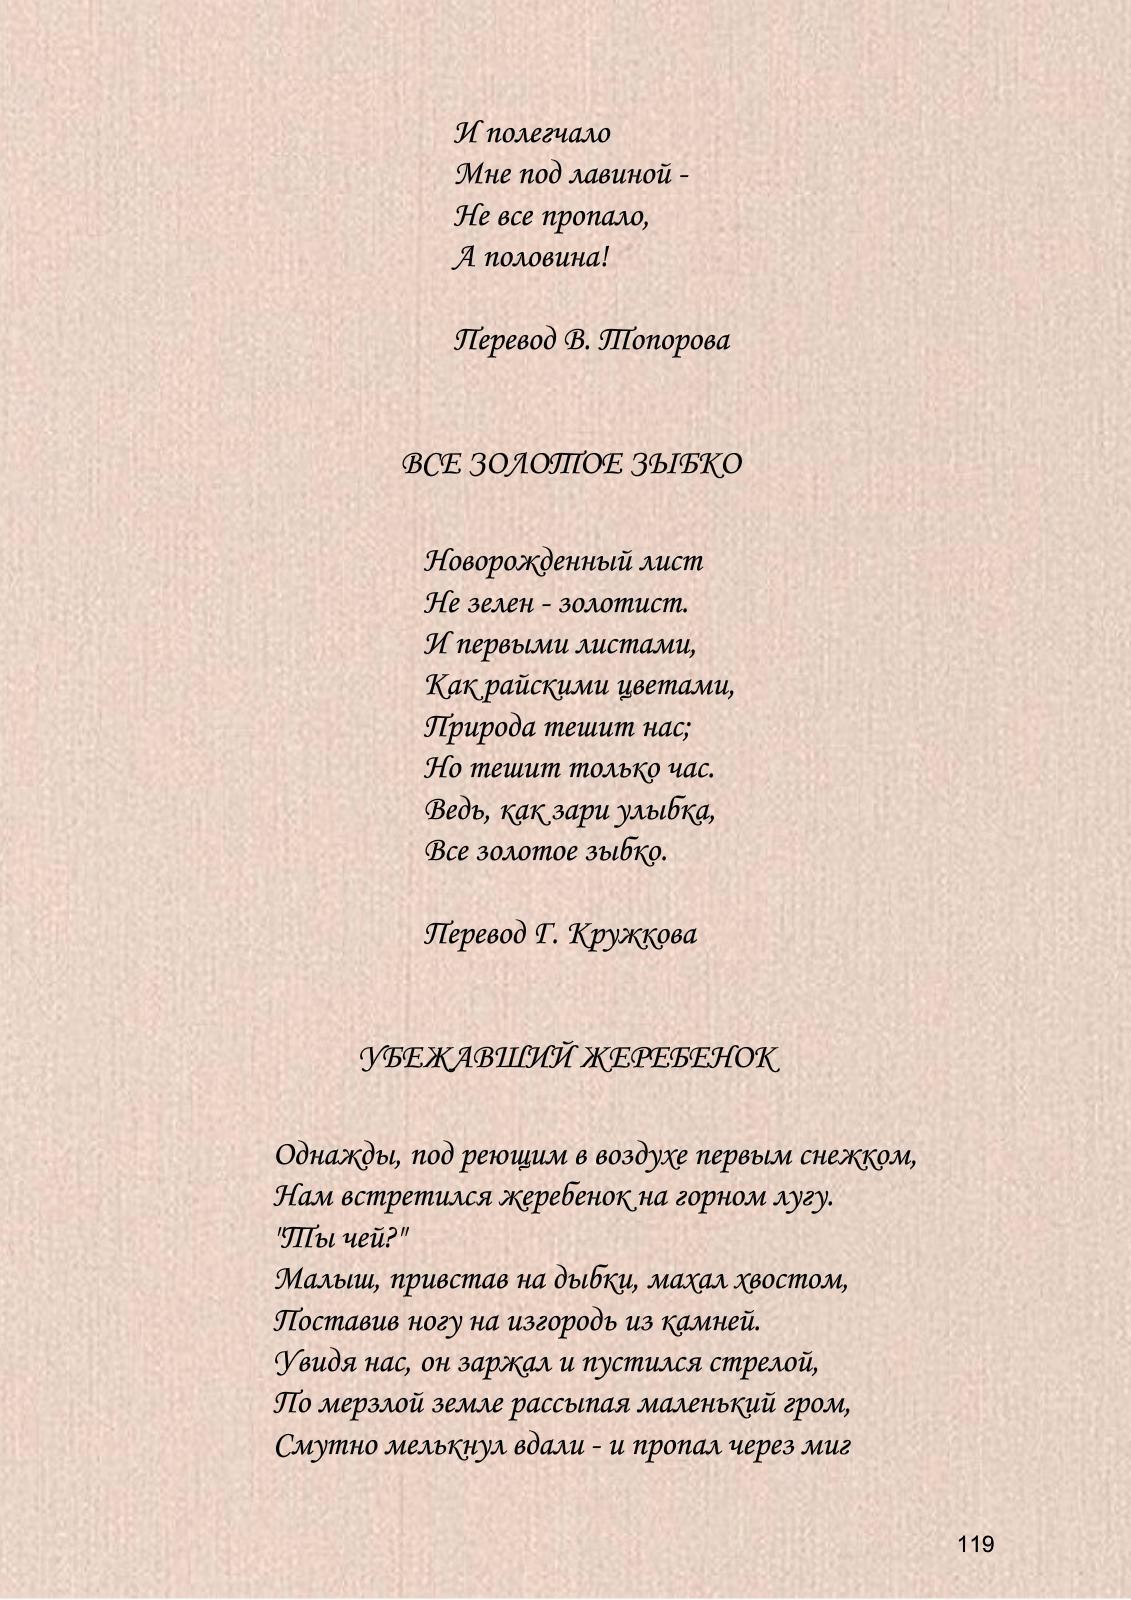 И полегчало
Мне под лавиной -
Не все пропало,
А половина!
Перевод В. Топорова
ВСЕ ЗОЛОТОЕ ЗЫБКО
Новорожденный лист
Не зелен - золотист.
И первыми листами,
Как райскими цветами,
Природа тешит нас;
Но тешит только час.
Ведь, как зари улыбка,
Все золотое зыбко.
Перевод Г. Кружкова
УБЕЖАВШИЙ ЖЕРЕБЕНОК
Однажды, под реющим в воздухе первым снежком,
Нам встретился жеребенок на горном лугу.
"Ты чей?"
Малыш, привстав на дыбки, махал хвостом,
Поставив ногу на изгородь из камней.
Увидя нас, он заржал и пустился стрелой,
По мерзлой земле рассыпая маленький гром,
Смутно мелькнул вдали - и пропал через миг
119